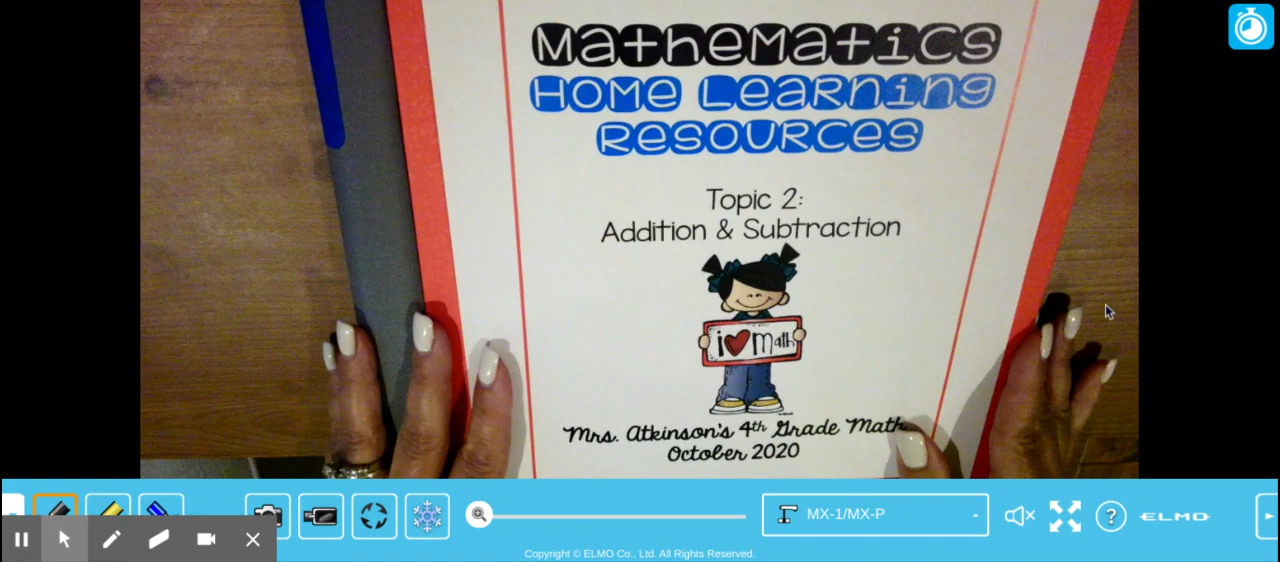 Mathematics
Home Learning
Resources
Topic 2:
Addition & Subtraction
i ♥ Math
Mrs. Atkinson's 4th Grade Math
October 2020
MX-1/MX-P
?
ELMO
Copyright © ELMO Co., Ltd. All Rights Reserved.